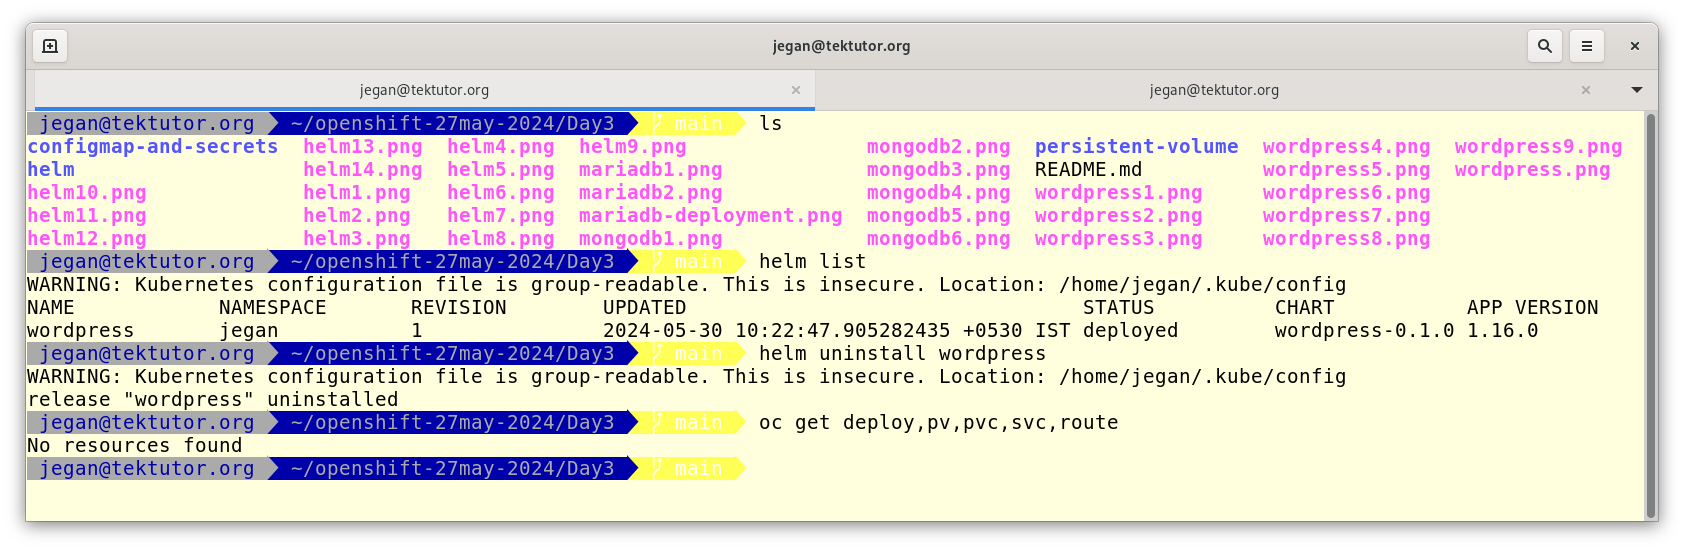 jegan@tektutor.org
jegan@tektutor.org jegan@tektutor.org
jegan@tektutor.org ~/openshift-27may-2024/Day3 main ls
configmap-and-secrets helm13.png helm4.png helm9.png mongodb2.png persistent-volume wordpress4.png wordpress9.png
helm helm14.png helm5.png mariadb1.png mongodb3.png README.md wordpress5.png wordpress.png
helm10.png helm1.png helm6.png mariadb2.png mongodb4.png wordpress1.png wordpress6.png
helm11.png helm2.png helm7.png mariadb-deployment.png mongodb5.png wordpress2.png wordpress7.png
helm12.png helm3.png helm8.png mongodb1.png mongodb6.png wordpress3.png wordpress8.png
jegan@tektutor.org ~/openshift-27may-2024/Day3 main helm list
WARNING: Kubernetes configuration file is group-readable. This is insecure. Location: /home/jegan/.kube/config
NAME NAMESPACE REVISION UPDATED STATUS CHART APP VERSION
wordpress jegan 1 2024-05-30 10:22:47.905282435 +0530 IST deployed wordpress-0.1.0 1.16.0
jegan@tektutor.org ~/openshift-27may-2024/Day3 main helm uninstall wordpress
WARNING: Kubernetes configuration file is group-readable. This is insecure. Location: /home/jegan/.kube/config
release "wordpress" uninstalled
jegan@tektutor.org ~/openshift-27may-2024/Day3 main oc get deploy,pv,pvc,svc,route
No resources found
jegan@tektutor.org ~/openshift-27may-2024/Day3 main